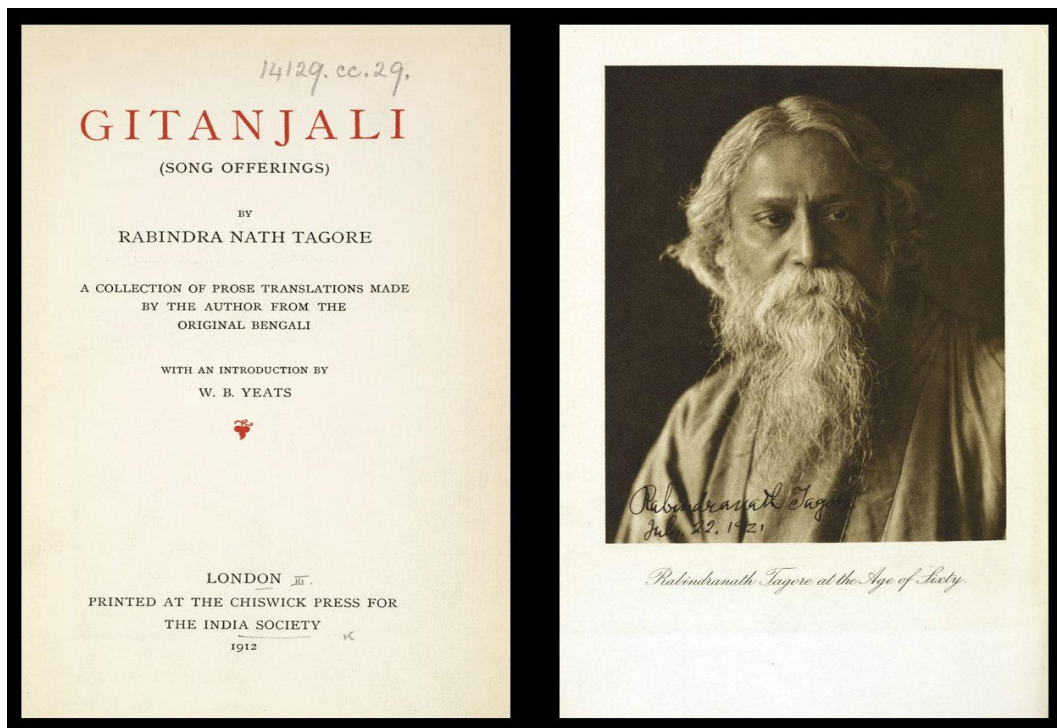 14129.cc.29.
GITANJALI
(SONG OFFERINGS)
BY
RABINDRA NATH TAGORE
A COLLECTION OF PROSE TRANSLATIONS MADE
BY THE AUTHOR FROM THE
ORIGINAL BENGALI
WITH AN INTRODUCTION BY
W. B. YEATS
LONDON III.
PRINTED AT THE CHISWICK PRESS FOR
THE INDIA SOCIETY
K
1912
Rabindranath Tagore
22, 1921
Rabindranath Tagore at the Age of Sixty.